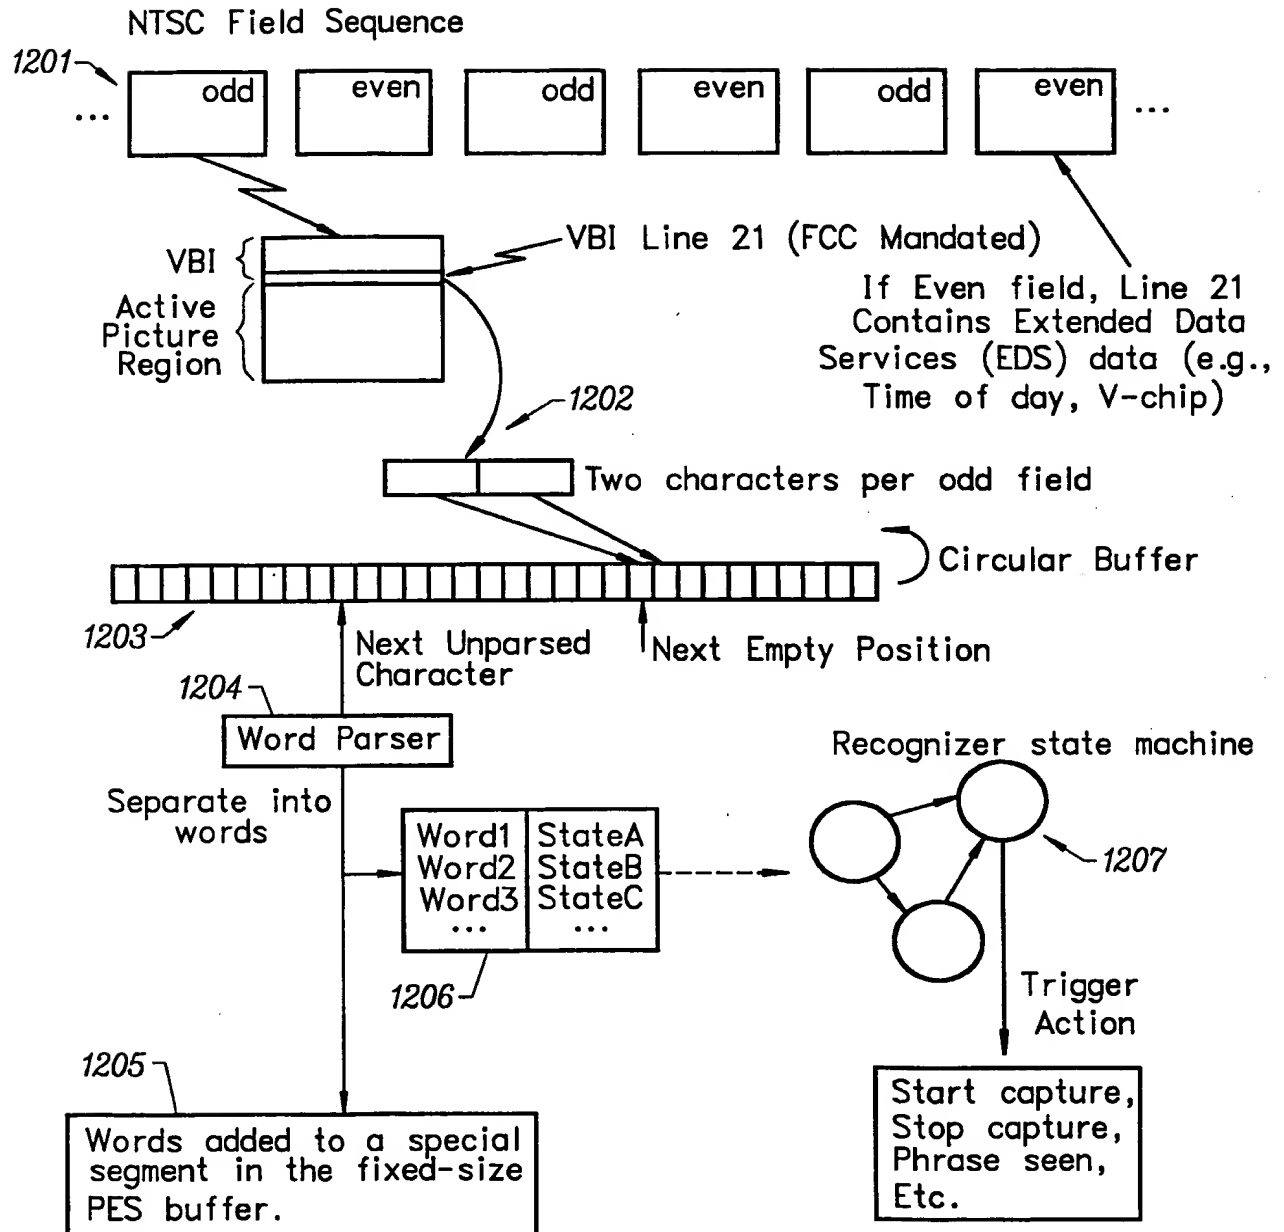 NTSC Field Sequence
1201
... odd even odd even odd even ...
VBI Line 21 (FCC Mandated)
VBI
Active
Picture
Region
If Even field, Line 21
Contains Extended Data
Services (EDS) data (e.g.,
Time of day, V-chip)
1202
Two characters per odd field
Circular Buffer
1203
Next Unparsed
Character
Next Empty Position
1204
Word Parser
Recognizer state machine
Separate into
words
Word1 StateA
Word2 StateB
Word3 StateC
... ...
1206
1207
Trigger
Action
1205
Words added to a special
segment in the fixed-size
PES buffer.
Start capture,
Stop capture,
Phrase seen,
Etc.